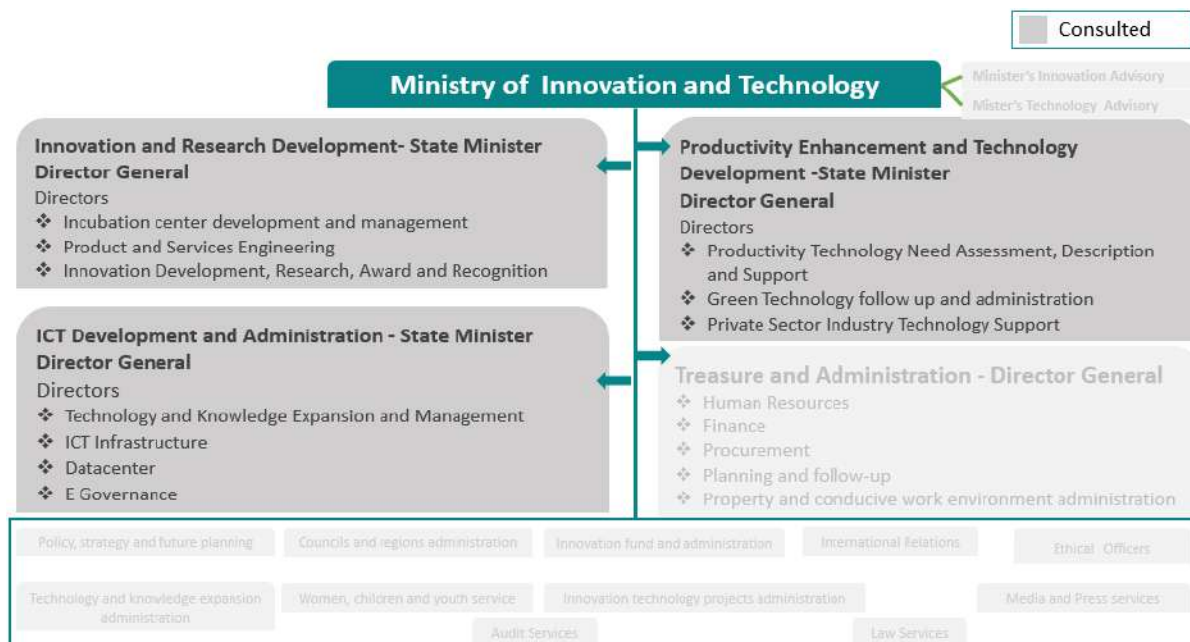 Consulted
Ministry of Innovation and Technology
Minister's Innovation Advisory
Mister's Technology Advisory
Innovation and Research Development- State Minister
Director General
Directors
❖ Incubation center development and management
❖ Product and Services Engineering
❖ Innovation Development, Research, Award and Recognition
Productivity Enhancement and Technology
Development -State Minister
Director General
Directors
❖ Productivity Technology Need Assessment, Description
and Support
❖ Green Technology follow up and administration
❖ Private Sector Industry Technology Support
ICT Development and Administration - State Minister
Director General
Directors
❖ Technology and Knowledge Expansion and Management
❖ ICT Infrastructure
❖ Datacenter
❖ E Governance
Treasure and Administration - Director General
❖ Human Resources
❖ Finance
❖ Procurement
❖ Planning and follow-up
❖ Property and conducive work environment administration
Policy, strategy and future planning
Councils and regions administration
Innovation fund and administration
International Relations
Ethical Officers
Technology and knowledge expansion
administration
Women, children and youth service
Innovation technology projects administration
Media and Press services
Audit Services
Law Services